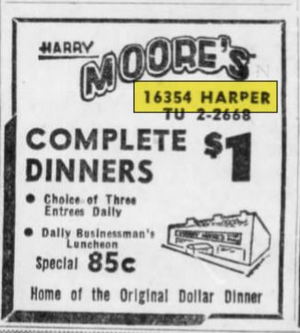 HARRY
MOORE'S
16354 HARPER
TU 2-2668
COMPLETE $1
DINNERS
● Choice of Three
Entrees Daily
● Daily Businessman's
Luncheon
Special 85c
Home of the Original Dollar Dinner